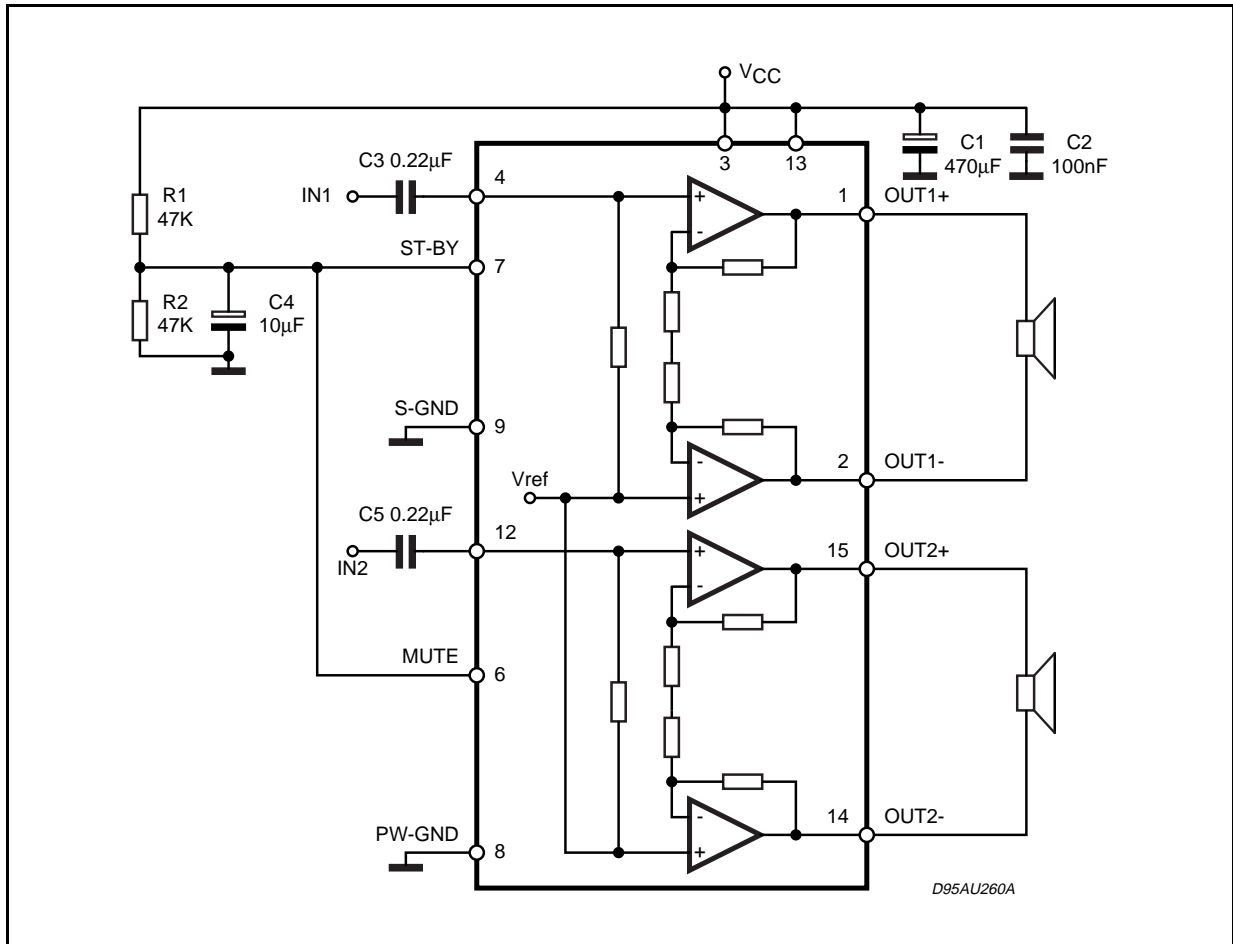 VCC
3
13
C1
470µF
C2
100nF
C3 0.22µF
IN1
4
1
OUT1+
R1
47K
ST-BY
7
+
-
R2
47K
C4
10µF
S-GND
9
-
+
2
OUT1-
Vref
C5 0.22µF
IN2
12
+
-
15
OUT2+
MUTE
6
-
+
14
OUT2-
PW-GND
8
D95AU260A